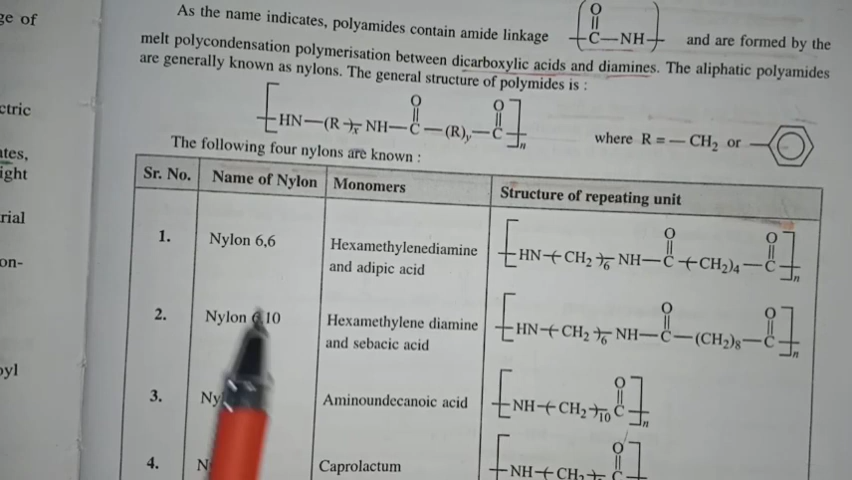 ge of
As the name indicates, polyamides contain amide linkage [-C(=O)—NH-] and are formed by the
melt polycondensation polymerisation between dicarboxylic acids and diamines. The aliphatic polyamides
are generally known as nylons. The general structure of polymides is :
ctric
[-HN—(R-)x NH—C(=O)—(R)y—C(=O)-]n where R = — CH2 or —
ates,
The following four nylons are known :
ight
Sr. No. Name of Nylon Monomers Structure of repeating unit
rial
1. Nylon 6,6 Hexamethylenediamine and adipic acid [-HN-(CH2-)6 NH—C(=O)-(CH2)4—C(=O)-]n
on-
2. Nylon 6,10 Hexamethylene diamine and sebacic acid [-HN-(CH2-)6 NH—C(=O)—(CH2)8—C(=O)-]n
oyl
3. Ny Aminoundecanoic acid [-NH-(CH2-)10 C(=O)-]n
4. N Caprolactum [-NH-(CH2-) C(=O)-]